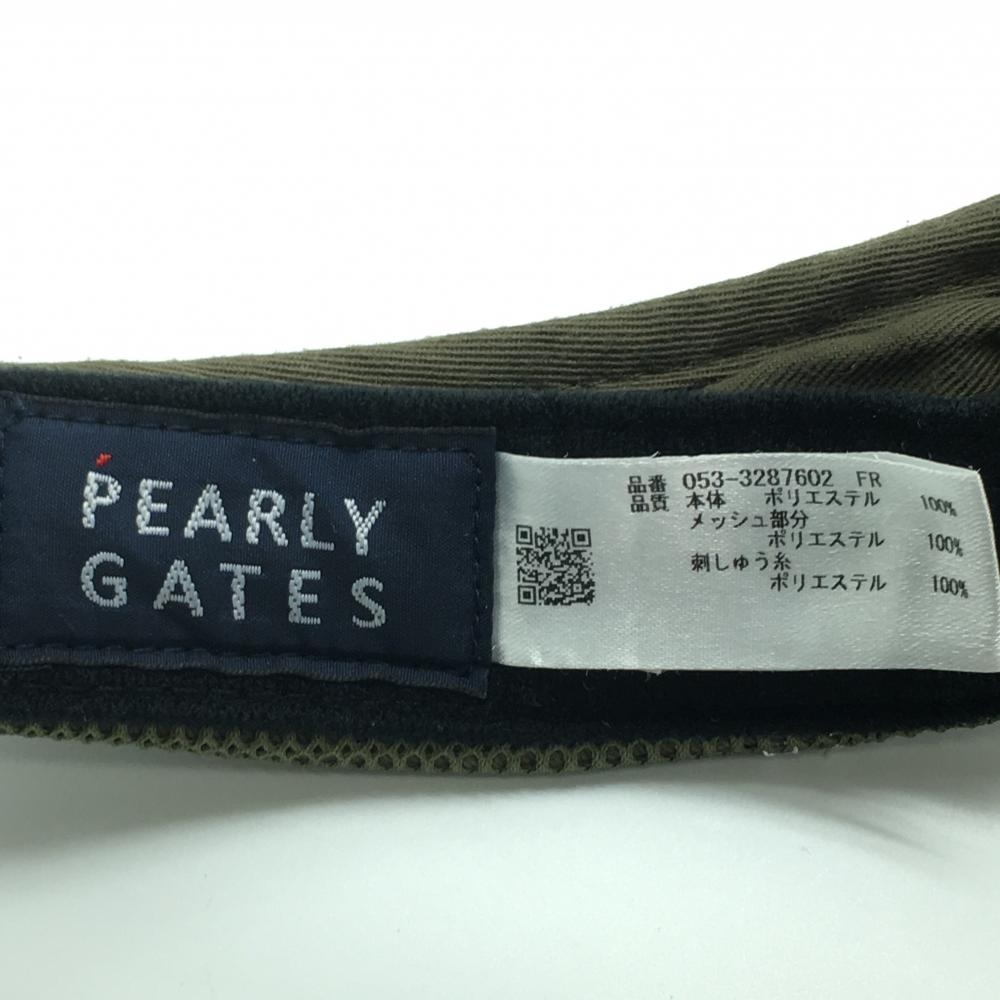 PEARLY
GATES
品番 053-3287602 FR
品質 本体 ポリエステル 100%
メッシュ部分
ポリエステル 100%
刺しゅう糸
ポリエステル 100%